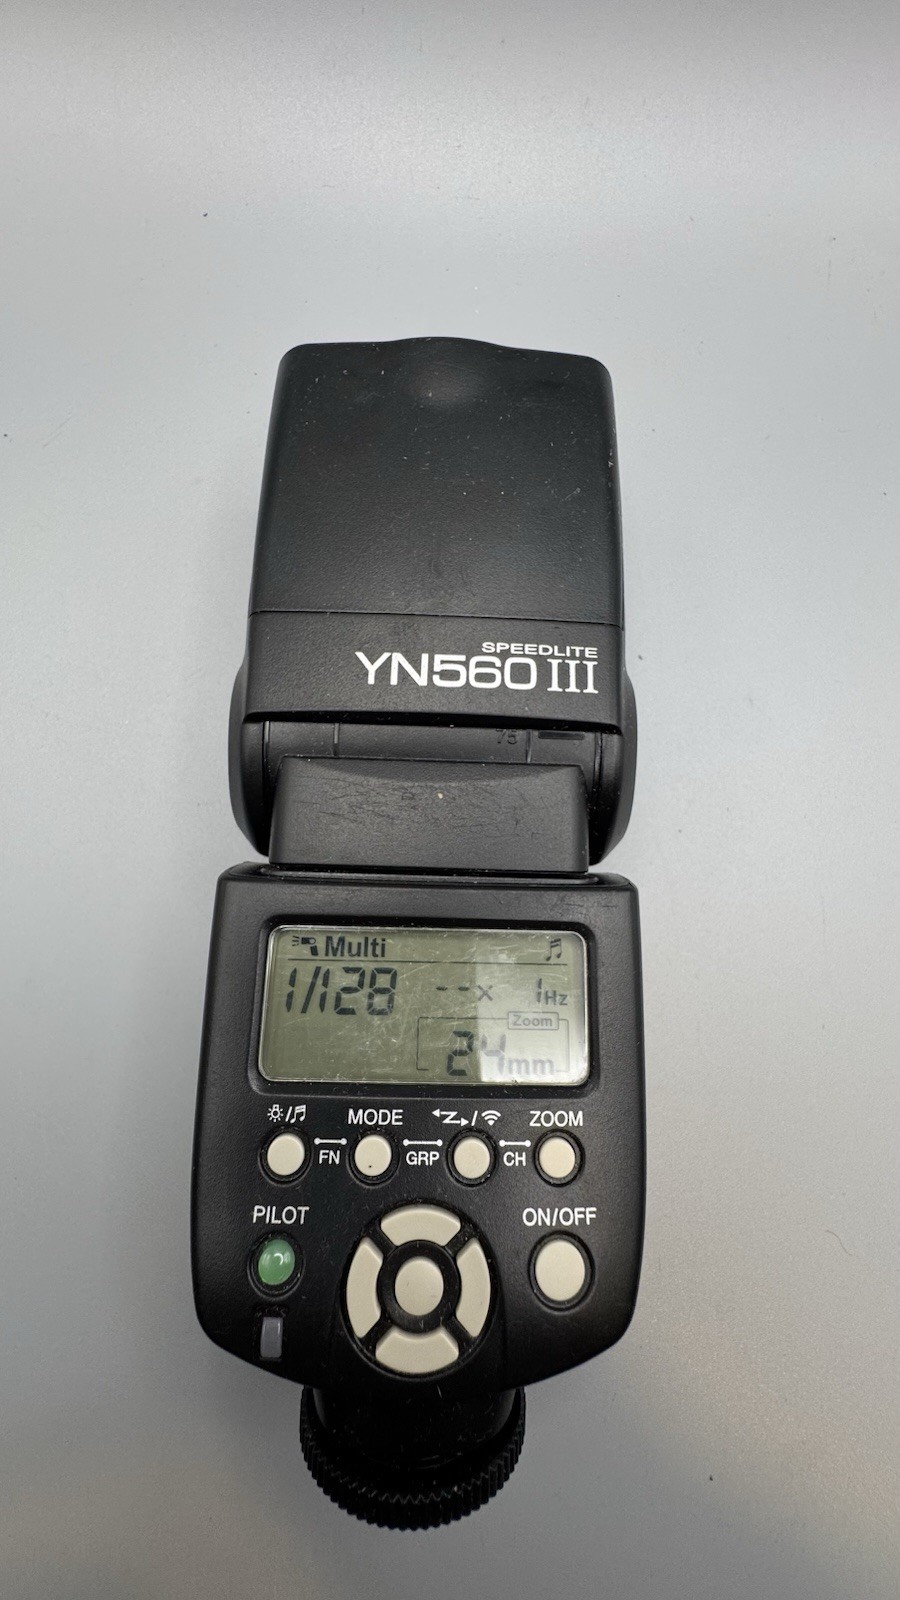 SPEEDLITE
YN560 III
75
Multi
1/128 --x 1Hz
Zoom
24mm
MODE
ZOOM
FN GRP CH
PILOT
ON/OFF